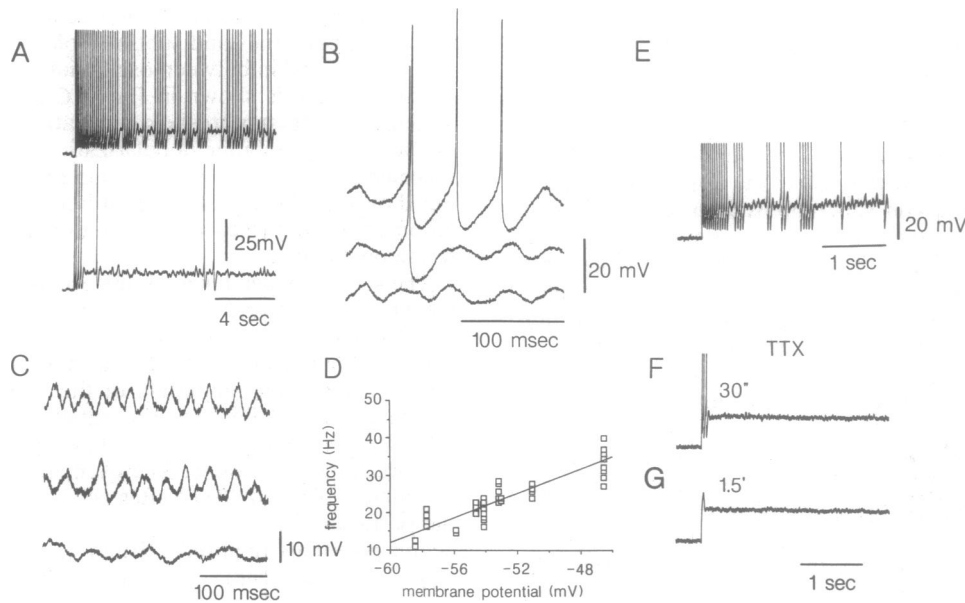 A
25mV
4 sec
B
20 mV
100 msec
E
20 mV
1 sec
C
10 mV
100 msec
D
frequency (Hz)
50
40
30
20
10
-60
-56
-52
-48
membrane potential (mV)
TTX
F
30"
G
1.5'
1 sec